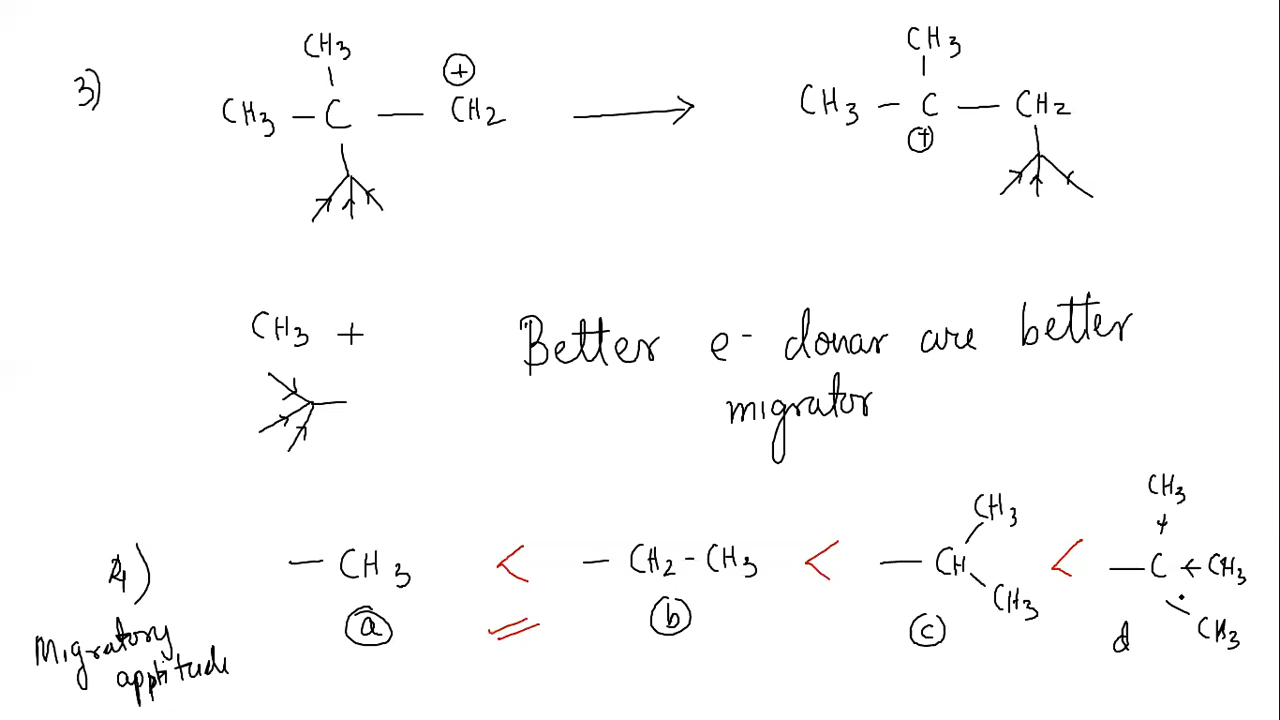 3)
CH3
CH3 – C — CH2
+
CH3
CH3 – C — CH2
+
CH3 +
Better e- donar are better
migrator
4)
Migratory
apptitude
— CH3 < — CH2 - CH3 < — CH < — C ← CH3
CH3
CH3
CH3
CH3
a
b
c
d